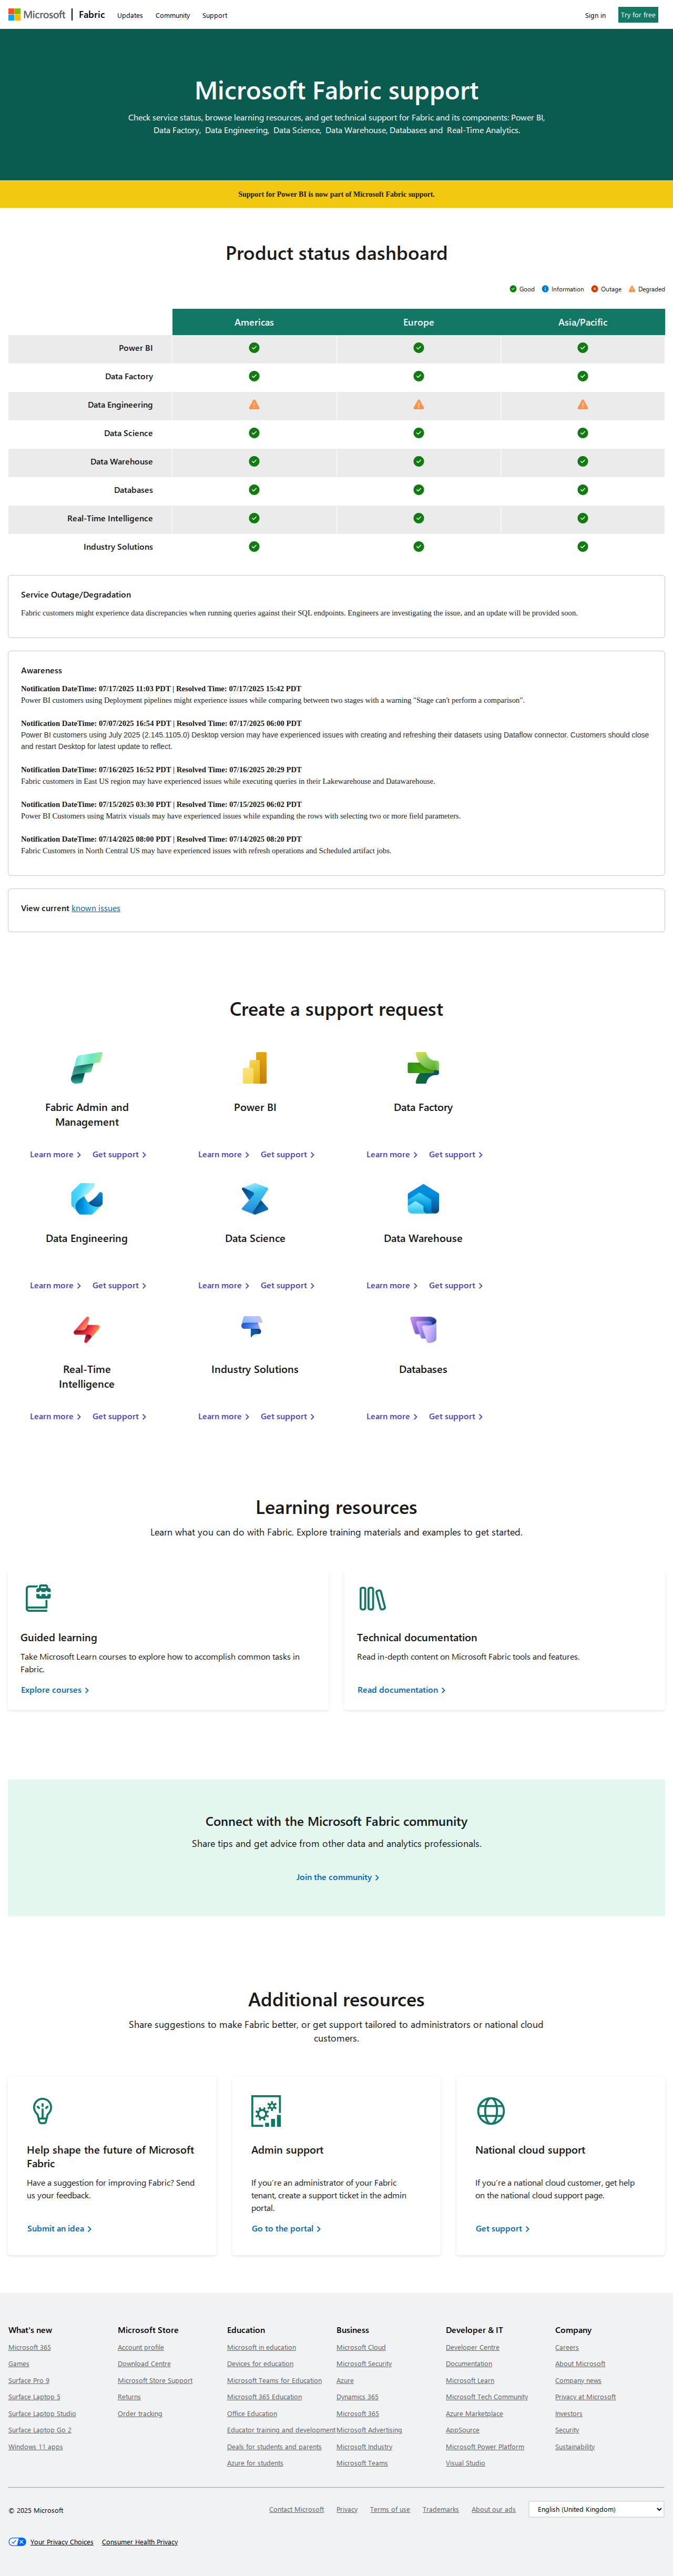 Microsoft | Fabric Updates Community Support Sign in Try for free
Microsoft Fabric support
Check service status, browse learning resources, and get technical support for Fabric and its components: Power BI,
Data Factory, Data Engineering, Data Science, Data Warehouse, Databases and Real-Time Analytics.
Support for Power BI is now part of Microsoft Fabric support.
Product status dashboard
Good Information Outage Degraded
Americas Europe Asia/Pacific
Power BI
Data Factory
Data Engineering
Data Science
Data Warehouse
Databases
Real-Time Intelligence
Industry Solutions
Service Outage/Degradation
Fabric customers might experience data discrepancies when running queries against their SQL endpoints. Engineers are investigating the issue, and an update will be provided soon.
Awareness
Notification DateTime: 07/17/2025 11:03 PDT | Resolved Time: 07/17/2025 15:42 PDT
Power BI customers using Deployment pipelines might experience issues while comparing between two stages with a warning "Stage can't perform a comparison".
Notification DateTime: 07/07/2025 16:54 PDT | Resolved Time: 07/17/2025 06:00 PDT
Power BI customers using July 2025 (2.145.1105.0) Desktop version may have experienced issues with creating and refreshing their datasets using Dataflow connector. Customers should close
and restart Desktop for latest update to reflect.
Notification DateTime: 07/16/2025 16:52 PDT | Resolved Time: 07/16/2025 20:29 PDT
Fabric customers in East US region may have experienced issues while executing queries in their Lakewarehouse and Datawarehouse.
Notification DateTime: 07/15/2025 03:30 PDT | Resolved Time: 07/15/2025 06:02 PDT
Power BI Customers using Matrix visuals may have experienced issues while expanding the rows with selecting two or more field parameters.
Notification DateTime: 07/14/2025 08:00 PDT | Resolved Time: 07/14/2025 08:20 PDT
Fabric Customers in North Central US may have experienced issues with refresh operations and Scheduled artifact jobs.
View current known issues
Create a support request
Fabric Admin and
Management
Power BI
Data Factory
Learn more Get support Learn more Get support Learn more Get support
Data Engineering Data Science Data Warehouse
Learn more Get support Learn more Get support Learn more Get support
Real-Time
Intelligence
Industry Solutions
Databases
Learn more Get support Learn more Get support Learn more Get support
Learning resources
Learn what you can do with Fabric. Explore training materials and examples to get started.
Guided learning
Take Microsoft Learn courses to explore how to accomplish common tasks in
Fabric.
Explore courses
Technical documentation
Read in-depth content on Microsoft Fabric tools and features.
Read documentation
Connect with the Microsoft Fabric community
Share tips and get advice from other data and analytics professionals.
Join the community
Additional resources
Share suggestions to make Fabric better, or get support tailored to administrators or national cloud
customers.
Help shape the future of Microsoft
Fabric
Have a suggestion for improving Fabric? Send
us your feedback.
Submit an idea
Admin support
If you're an administrator of your Fabric
tenant, create a support ticket in the admin
portal.
Go to the portal
National cloud support
If you're a national cloud customer, get help
on the national cloud support page.
Get support
What's new
Microsoft 365
Games
Surface Pro 9
Surface Laptop 5
Surface Laptop Studio
Surface Laptop Go 2
Windows 11 apps
Microsoft Store
Account profile
Download Centre
Microsoft Store Support
Returns
Order tracking
Education
Microsoft in education
Devices for education
Microsoft Teams for Education
Microsoft 365 Education
Office Education
Educator training and development
Deals for students and parents
Azure for students
Business
Microsoft Cloud
Microsoft Security
Azure
Dynamics 365
Microsoft 365
Microsoft Advertising
Microsoft Industry
Microsoft Teams
Developer & IT
Developer Centre
Documentation
Microsoft Learn
Microsoft Tech Community
Azure Marketplace
AppSource
Microsoft Power Platform
Visual Studio
Company
Careers
About Microsoft
Company news
Privacy at Microsoft
Investors
Security
Sustainability
© 2025 Microsoft Contact Microsoft Privacy Terms of use Trademarks About our ads English (United Kingdom)
Your Privacy Choices Consumer Health Privacy